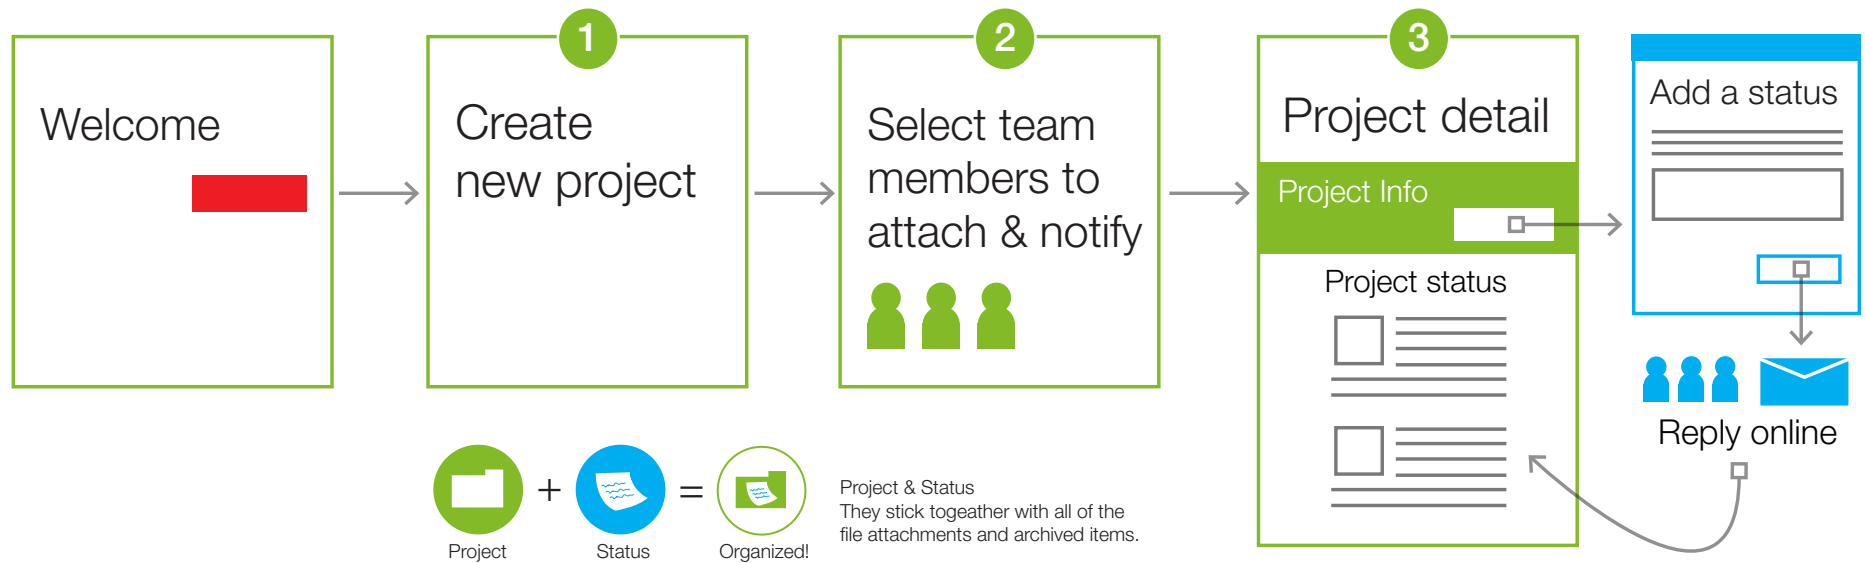 Welcome
1
Create
new project
2
Select team
members to
attach & notify
3
Project detail
Project Info
Project status
Add a status
Reply online
+
=
Project
Status
Organized!
Project & Status
They stick togeather with all of the
file attachments and archived items.